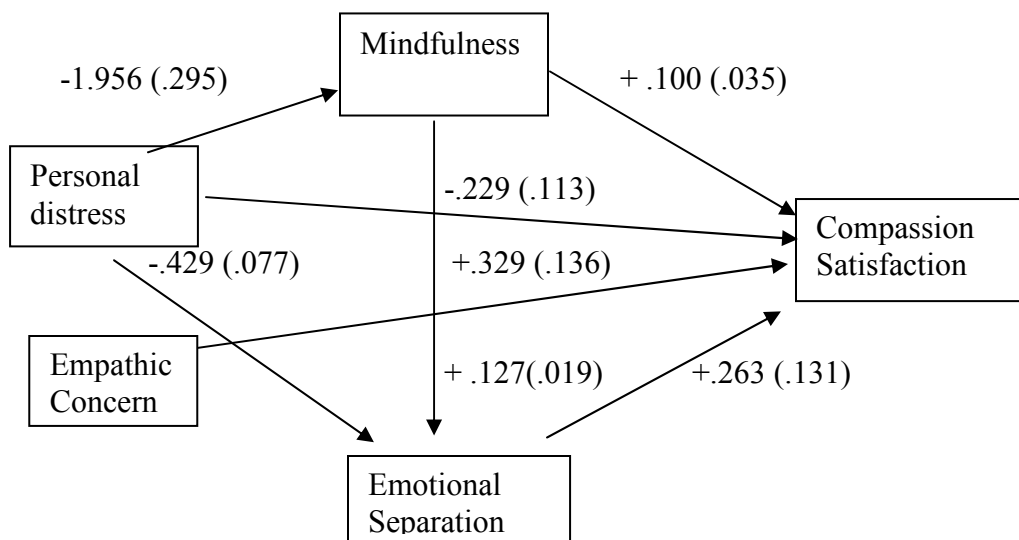 Mindfulness
-1.956 (.295)
+ .100 (.035)
Personal
distress
-.229 (.113)
Compassion
Satisfaction
-.429 (.077)
+.329 (.136)
Empathic
Concern
+ .127(.019)
+.263 (.131)
Emotional
Separation